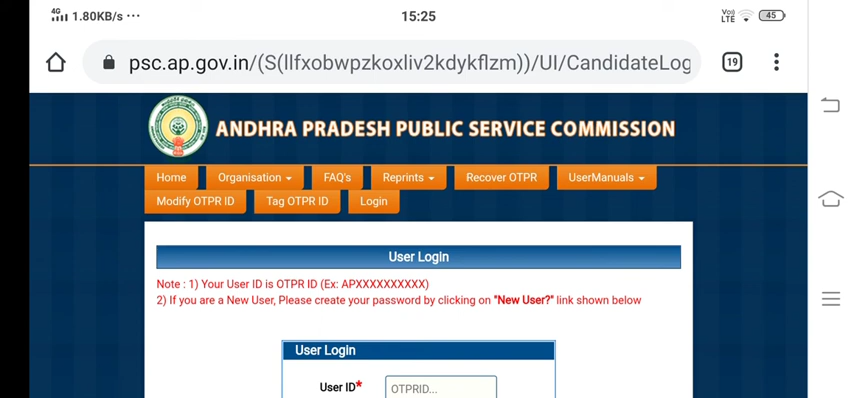 4G 1.80KB/s ··· 15:25 Voi) LTE 45
psc.ap.gov.in/(S(llfxobwpzkoxliv2kdykflzm))/UI/CandidateLog 19
ANDHRA PRADESH PUBLIC SERVICE COMMISSION
Home Organisation FAQ's Reprints Recover OTPR UserManuals
Modify OTPR ID Tag OTPR ID Login
User Login
Note : 1) Your User ID is OTPR ID (Ex: APXXXXXXXXXX)
2) If you are a New User, Please create your password by clicking on "New User?" link shown below
User Login
User ID* OTPRID...